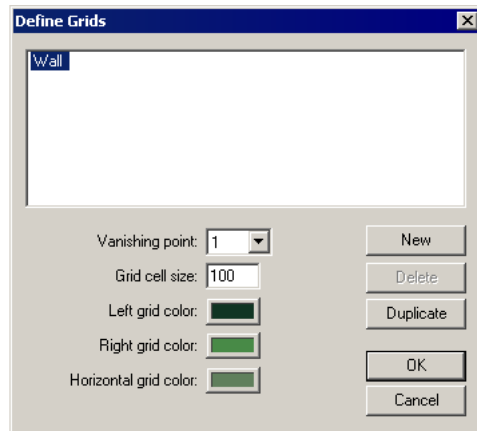 Define Grids
Wall
Vanishing point: 1
New
Grid cell size: 100
Delete
Left grid color:
Duplicate
Right grid color:
OK
Horizontal grid color:
Cancel